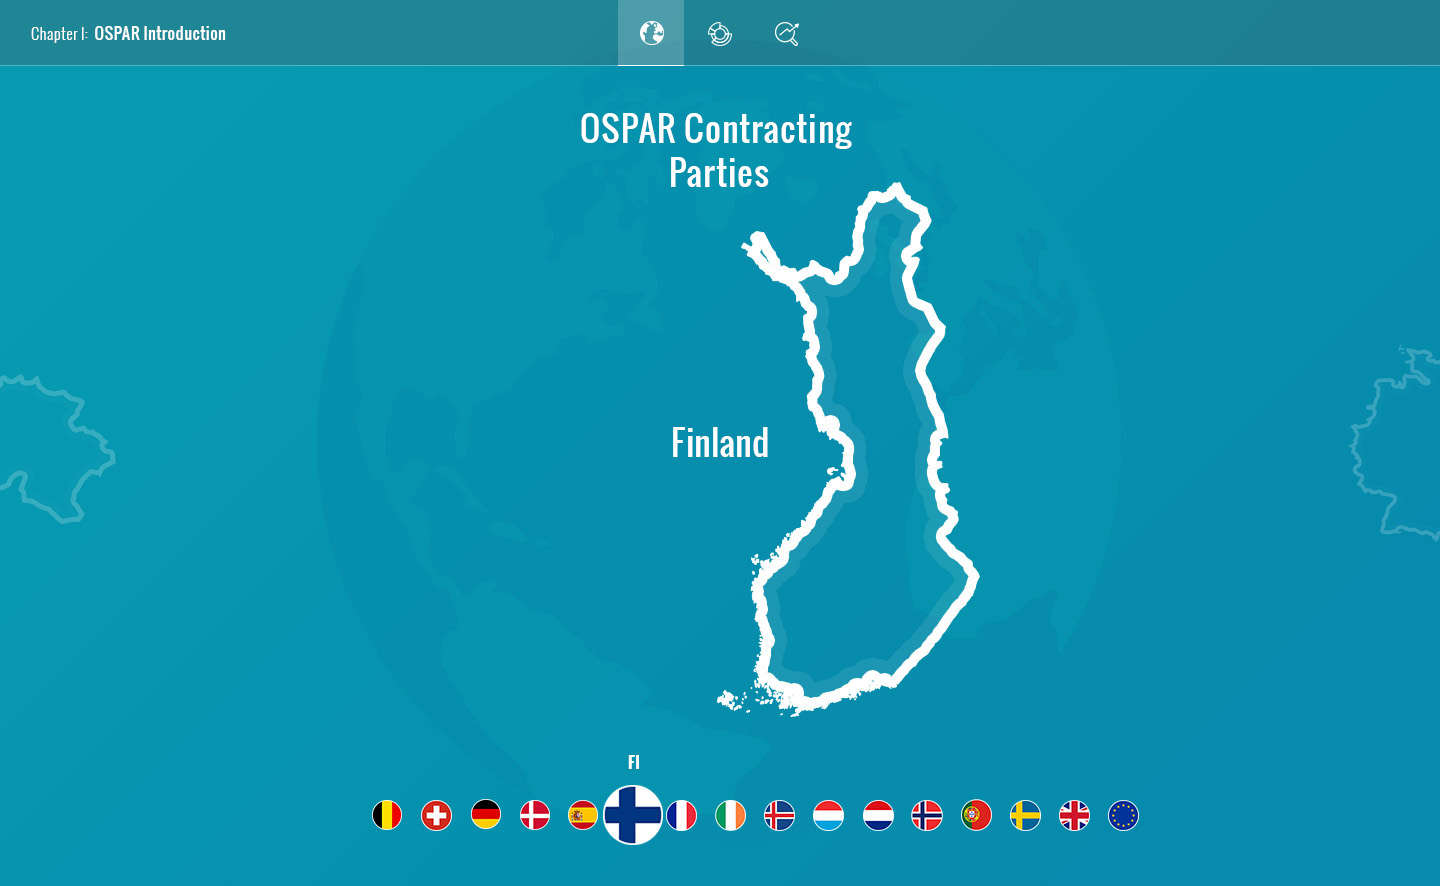 Chapter I: OSPAR Introduction
OSPAR Contracting
Parties
Finland
FI